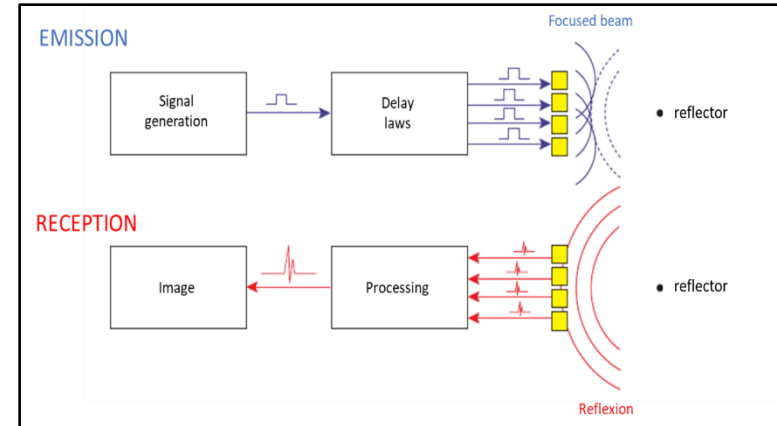 Focused beam
EMISSION
Signal
generation
Delay
laws
reflector
RECEPTION
Image
Processing
reflector
Reflexion